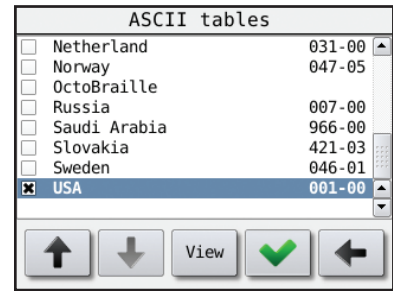 ASCII tables
Netherland 031-00
Norway 047-05
OctoBraille
Russia 007-00
Saudi Arabia 966-00
Slovakia 421-03
Sweden 046-01
USA 001-00
View